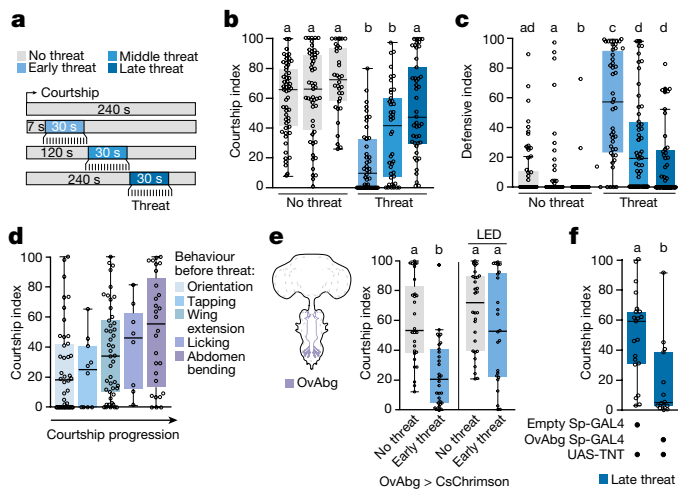 a
No threat
Middle threat
Early threat
Late threat
Courtship
240 s
7 s
30 s
120 s
30 s
240 s
30 s
Threat
b
a a a b b a
Courtship index
100
80
60
40
20
0
No threat
Threat
c
ad a b c d d
Defensive index
100
80
60
40
20
0
No threat
Threat
d
Courtship index
100
80
60
40
20
0
Courtship progression
Behaviour
before threat:
Orientation
Tapping
Wing
extension
Licking
Abdomen
bending
e
OvAbg
LED
a b a a
Courtship index
100
80
60
40
20
0
No threat
Early threat
No threat
Early threat
OvAbg > CsChrimson
f
a b
Courtship index
100
80
60
40
20
0
Empty Sp-GAL4
OvAbg Sp-GAL4
UAS-TNT
Late threat